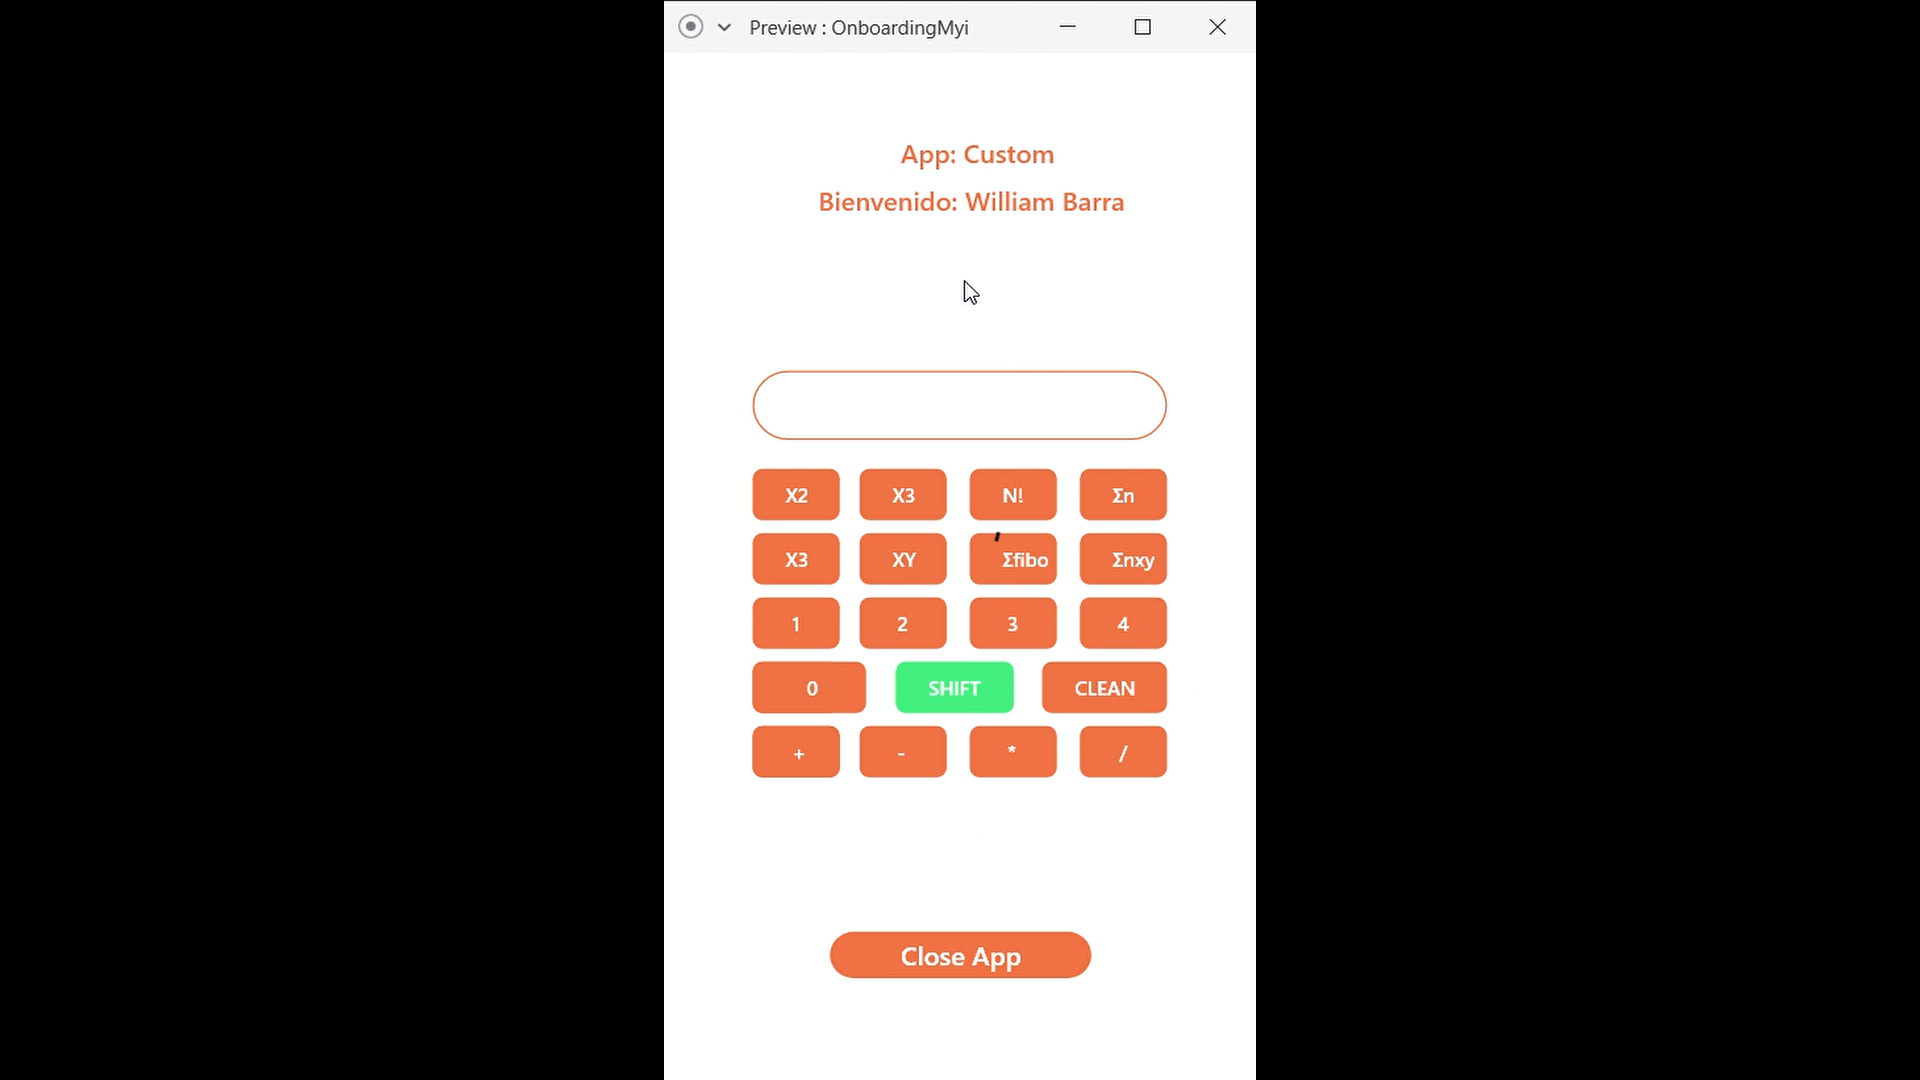 Preview : OnboardingMyi
App: Custom
Bienvenido: William Barra
X2 X3 N! Σn
X3 XY Σfibo Σnxy
1 2 3 4
0 SHIFT CLEAN
+ - * /
Close App